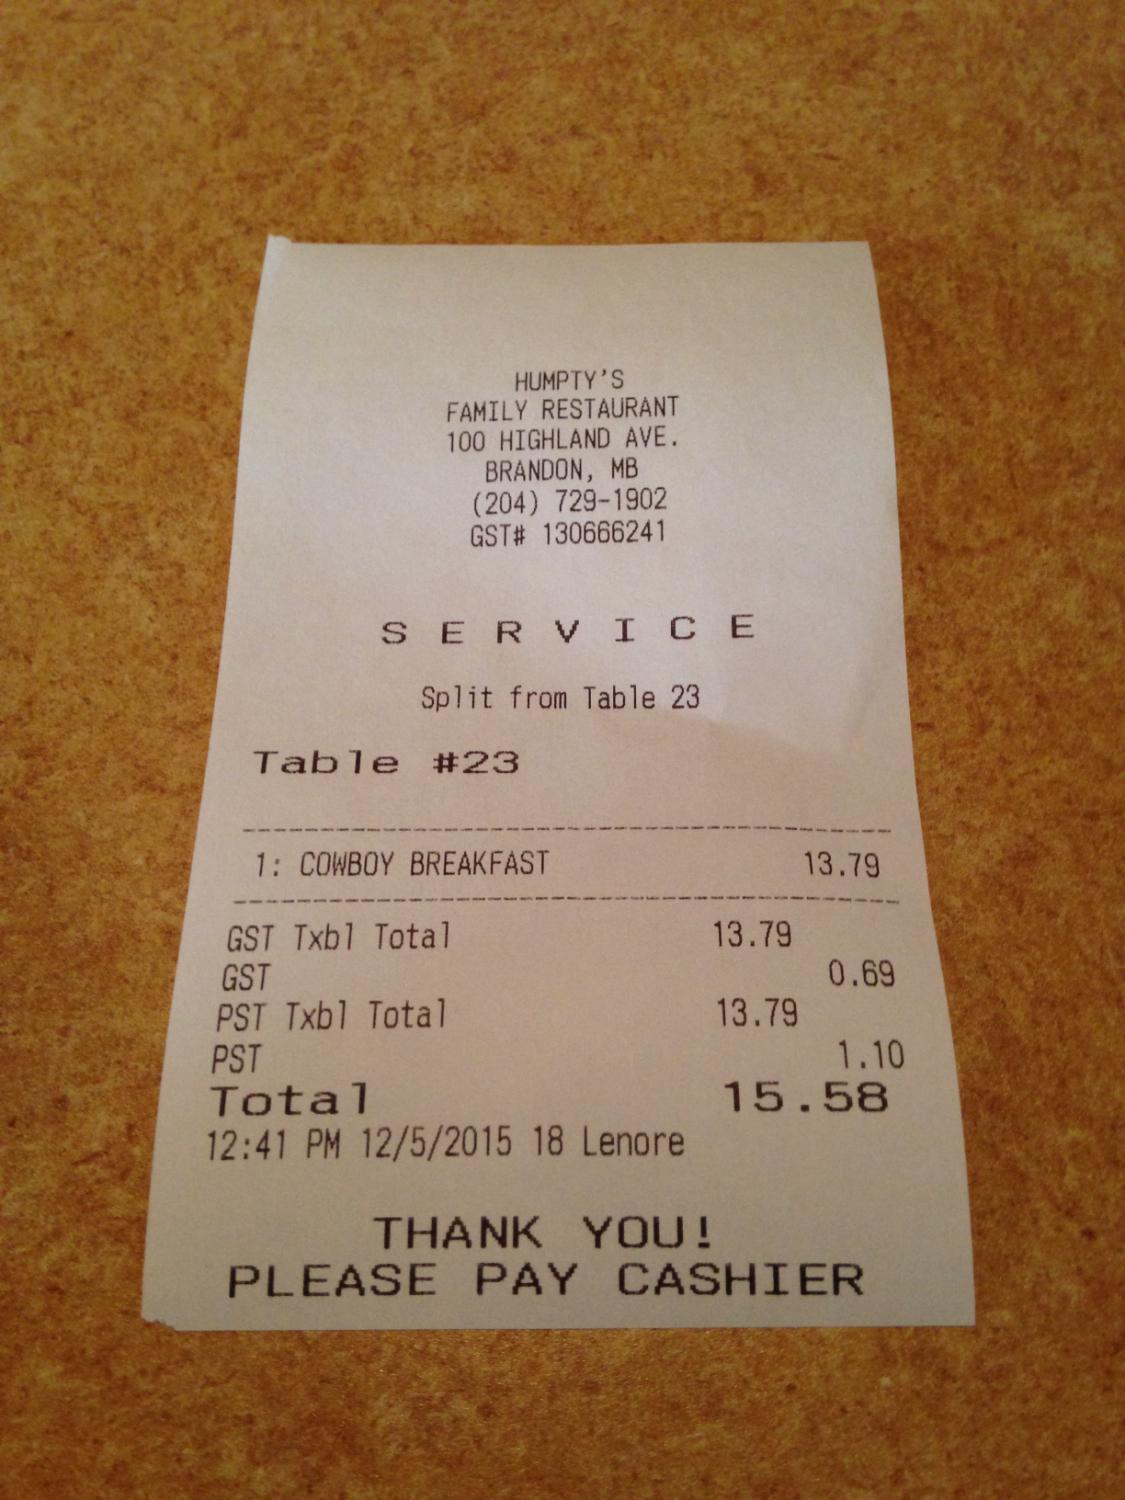 HUMPTY'S
FAMILY RESTAURANT
100 HIGHLAND AVE.
BRANDON, MB
(204) 729-1902
GST# 130666241
S E R V I C E
Split from Table 23
Table #23
1: COWBOY BREAKFAST 13.79
GST Txbl Total 13.79
GST 0.69
PST Txbl Total 13.79
PST 1.10
Total 15.58
12:41 PM 12/5/2015 18 Lenore
THANK YOU!
PLEASE PAY CASHIER